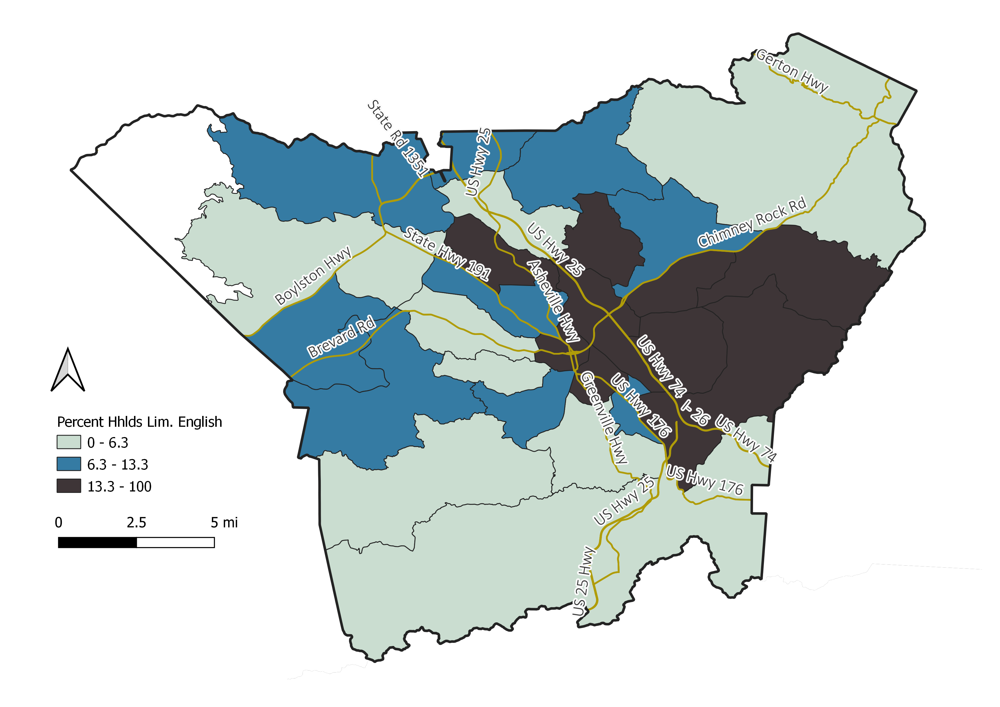 Gerton Hwy
State Rd 1351
US Hwy 25
Chimney Rock Rd
US Hwy 25
State Hwy 191
Boylston Hwy
Asheville Hwy
Brevard Rd
US Hwy 74
Greenville Hwy
US Hwy 176
I- 26
US Hwy 74
US Hwy 176
US Hwy 25
US 25 Hwy
Percent Hhlds Lim. English
0 - 6.3
6.3 - 13.3
13.3 - 100
0 2.5 5 mi